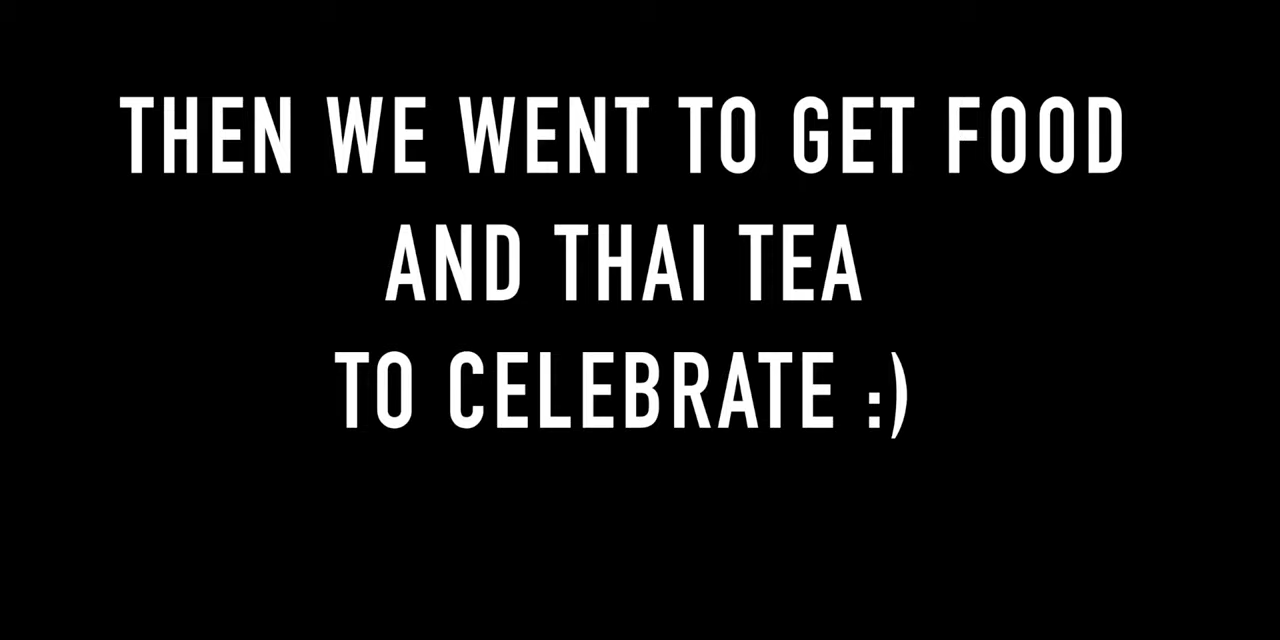 THEN WE WENT TO GET FOOD
AND THAI TEA
TO CELEBRATE :)